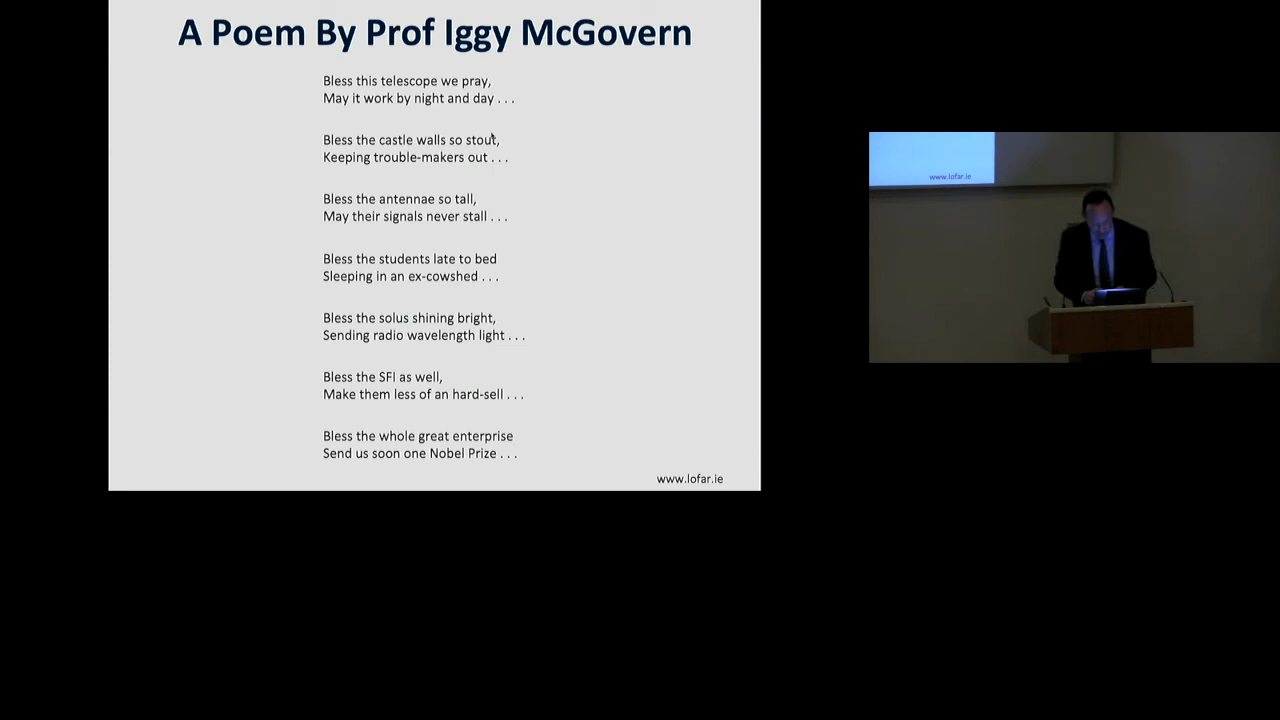 A Poem By Prof Iggy McGovern
Bless this telescope we pray,
May it work by night and day . . .
Bless the castle walls so stout,
Keeping trouble-makers out . . .
Bless the antennae so tall,
May their signals never stall . . .
Bless the students late to bed
Sleeping in an ex-cowshed . . .
Bless the solus shining bright,
Sending radio wavelength light . . .
Bless the SFI as well,
Make them less of an hard-sell . . .
Bless the whole great enterprise
Send us soon one Nobel Prize . . .
www.lofar.ie
www.lofar.ie